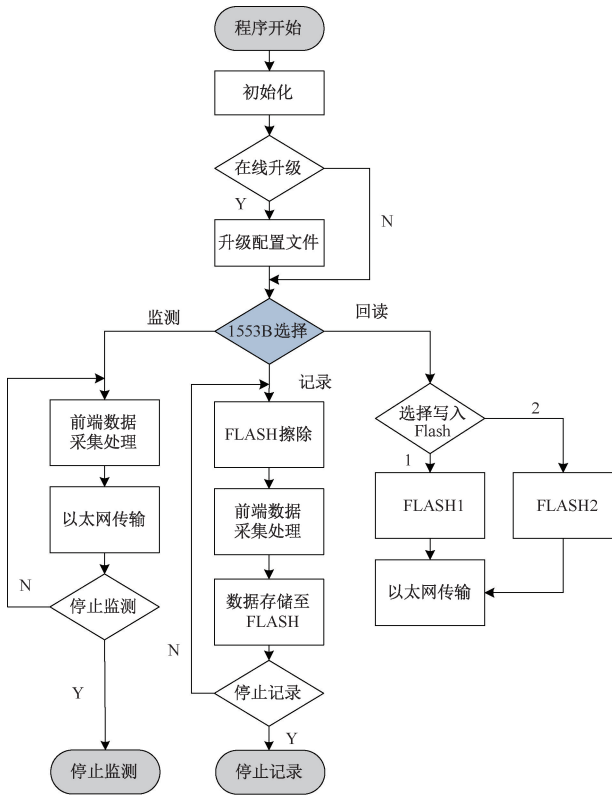 程序开始
初始化
在线升级
Y
N
升级配置文件
1553B选择
监测
回读
记录
前端数据
采集处理
以太网传输
N
停止监测
Y
停止监测
FLASH擦除
前端数据
采集处理
数据存储至
FLASH
N
停止记录
Y
停止记录
选择写入
Flash
1
2
FLASH1
FLASH2
以太网传输